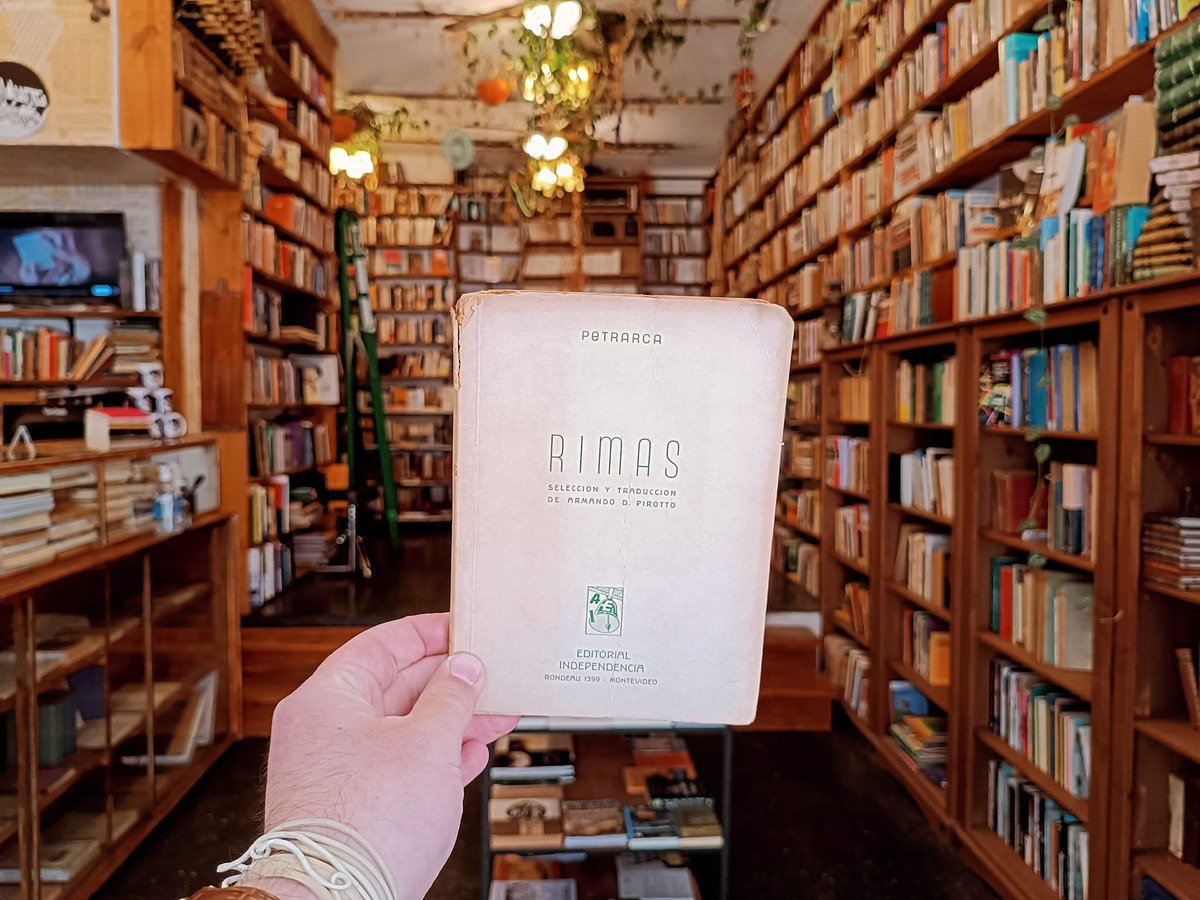 PETRARCA
RIMAS
SELECCION Y TRADUCCION
DE ARMANDO D. PIROTTO
EDITORIAL
INDEPENDENCIA
RONDEAU 1399 - MONTEVIDEO